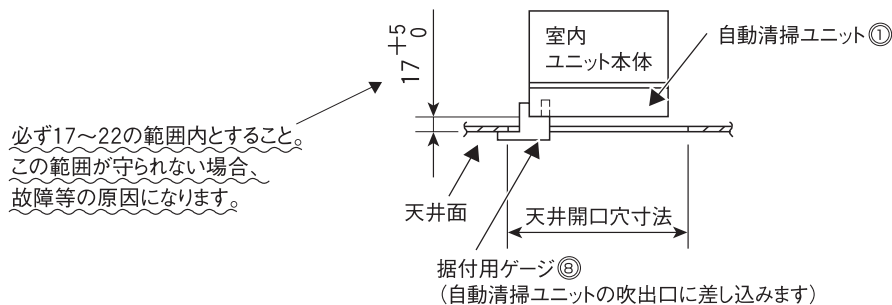 17 +5 0
室内
ユニット本体
自動清掃ユニット①
必ず17～22の範囲内とすること。
この範囲が守られない場合、
故障等の原因になります。
天井面
天井開口穴寸法
据付用ゲージ⑧
(自動清掃ユニットの吹出口に差し込みます)